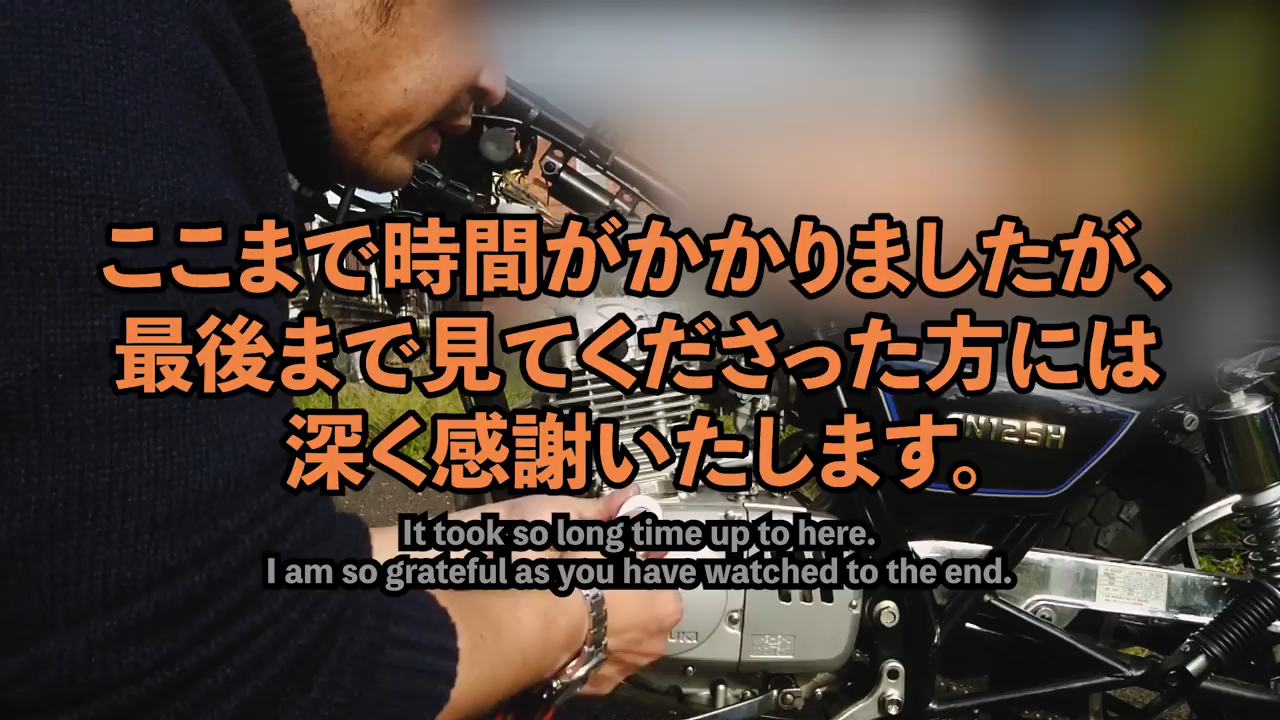 ここまで時間がかかりましたが、
最後まで見てくださった方には
深く感謝いたします。
It took so long time up to here.
I am so grateful as you have watched to the end.
GN125H